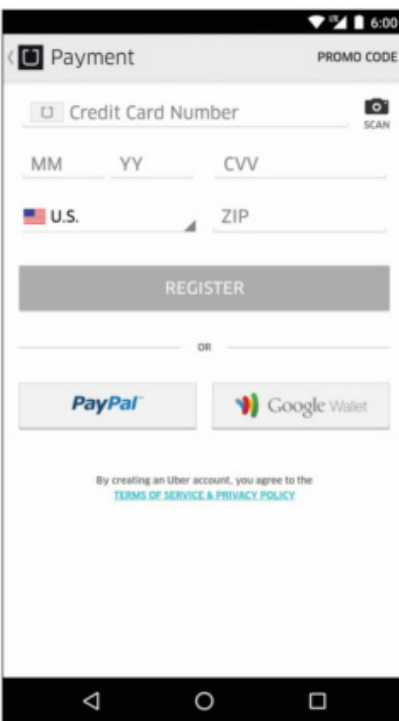 6:00
Payment PROMO CODE
Credit Card Number
SCAN
MM YY CVV
U.S. ZIP
REGISTER
OR
PayPal™ Google Wallet
By creating an Uber account, you agree to the
TERMS OF SERVICE & PRIVACY POLICY